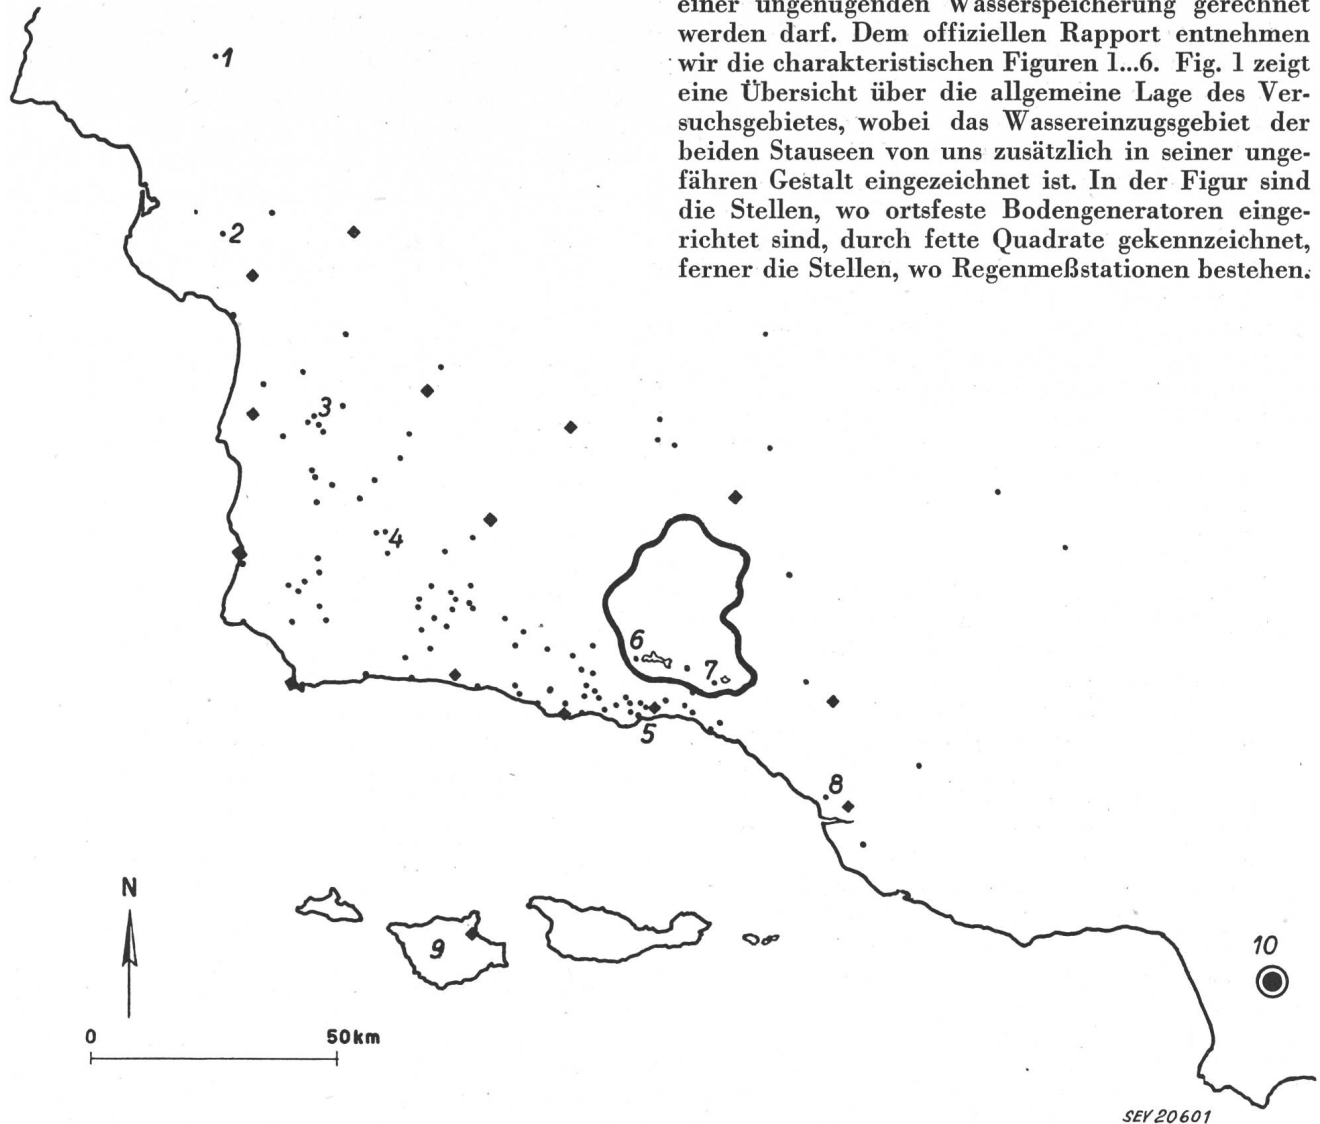 einer ungenügenden Wasserspeicherung gerechnet
werden darf. Dem offiziellen Rapport entnehmen
wir die charakteristischen Figuren 1...6. Fig. 1 zeigt
eine Übersicht über die allgemeine Lage des Ver-
suchsgebietes, wobei das Wassereinzugsgebiet der
beiden Stauseen von uns zusätzlich in seiner unge-
fähren Gestalt eingezeichnet ist. In der Figur sind
die Stellen, wo ortsfeste Bodengeneratoren einge-
richtet sind, durch fette Quadrate gekennzeichnet,
ferner die Stellen, wo Regenmeßstationen bestehen.
1
2
3
4
6
7
5
8
N
9
10
0 50km
SEV 20601